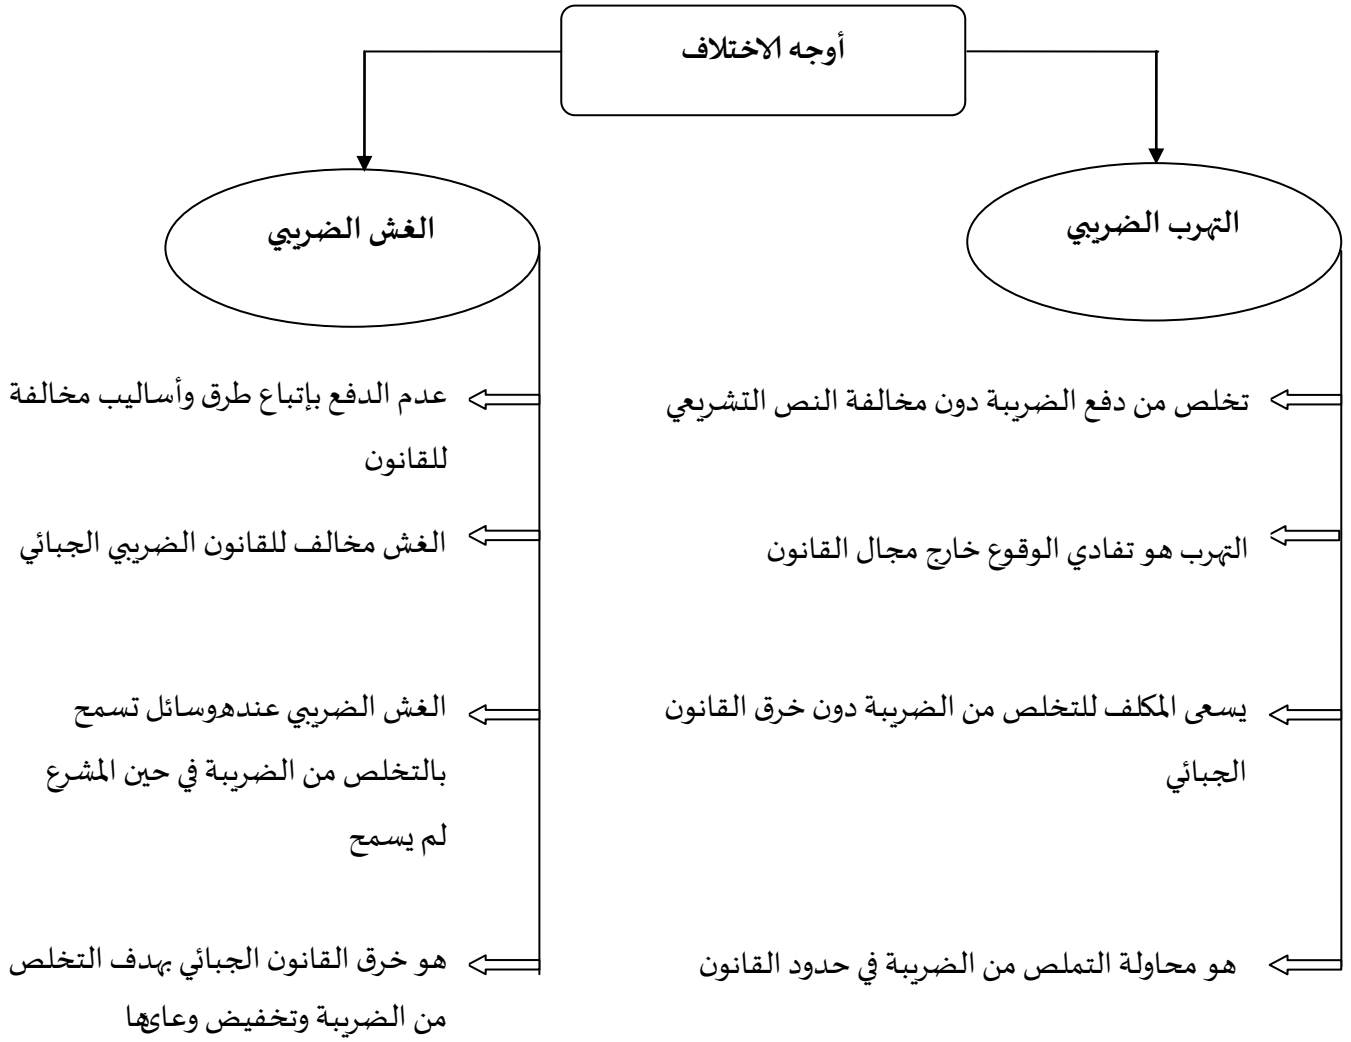 أوجه الاختلاف
التهرب الضريبي
تخلص من دفع الضريبة دون مخالفة النص التشريعي
التهرب هو تفادي الوقوع خارج مجال القانون
يسعى المكلف للتخلص من الضريبة دون خرق القانون
الجبائي
هو محاولة التملص من الضريبة في حدود القانون
الغش الضريبي
عدم الدفع بإتباع طرق وأساليب مخالفة
للقانون
الغش مخالف للقانون الضريبي الجبائي
الغش الضريبي عندهوسائل تسمح
بالتخلص من الضريبة في حين المشرع
لم يسمح
هو خرق القانون الجبائي بهدف التخلص
من الضريبة وتخفيض